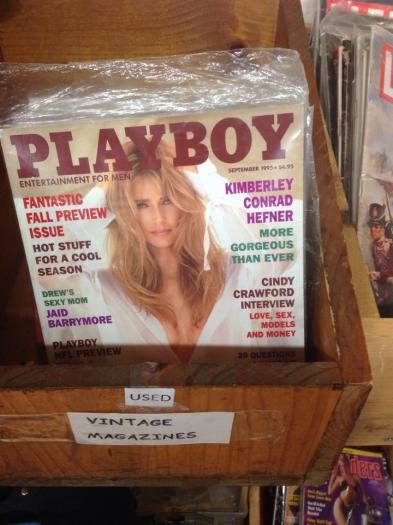 PLAYBOY
ENTERTAINMENT FOR MEN
SEPTEMBER 1995 • $4.95
FANTASTIC
FALL PREVIEW
ISSUE
HOT STUFF
FOR A COOL
SEASON
DREW'S
SEXY MOM
JAID
BARRYMORE
PLAYBOY
NFL PREVIEW
KIMBERLEY
CONRAD
HEFNER
MORE
GORGEOUS
THAN EVER
CINDY
CRAWFORD
INTERVIEW
LOVE, SEX,
MODELS
AND MONEY
20 QUESTIONS
USED
VINTAGE
MAGAZINES